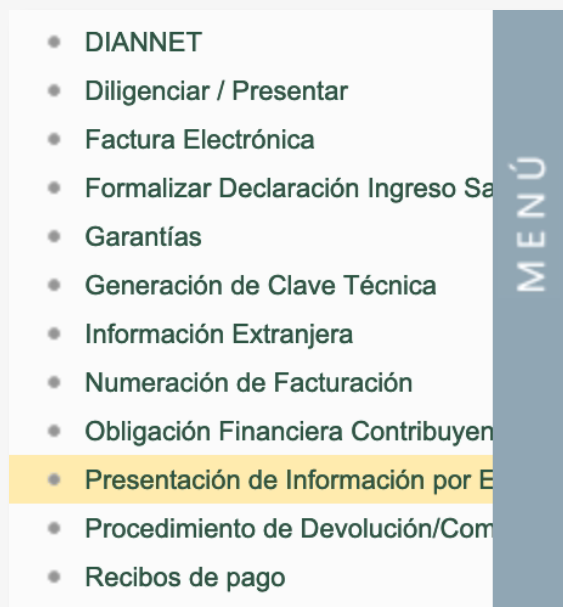 DIANNET
Diligenciar / Presentar
Factura Electrónica
Formalizar Declaración Ingreso Sa
Garantías
Generación de Clave Técnica
Información Extranjera
Numeración de Facturación
Obligación Financiera Contribuyen
Presentación de Información por E
Procedimiento de Devolución/Com
Recibos de pago
MENÚ